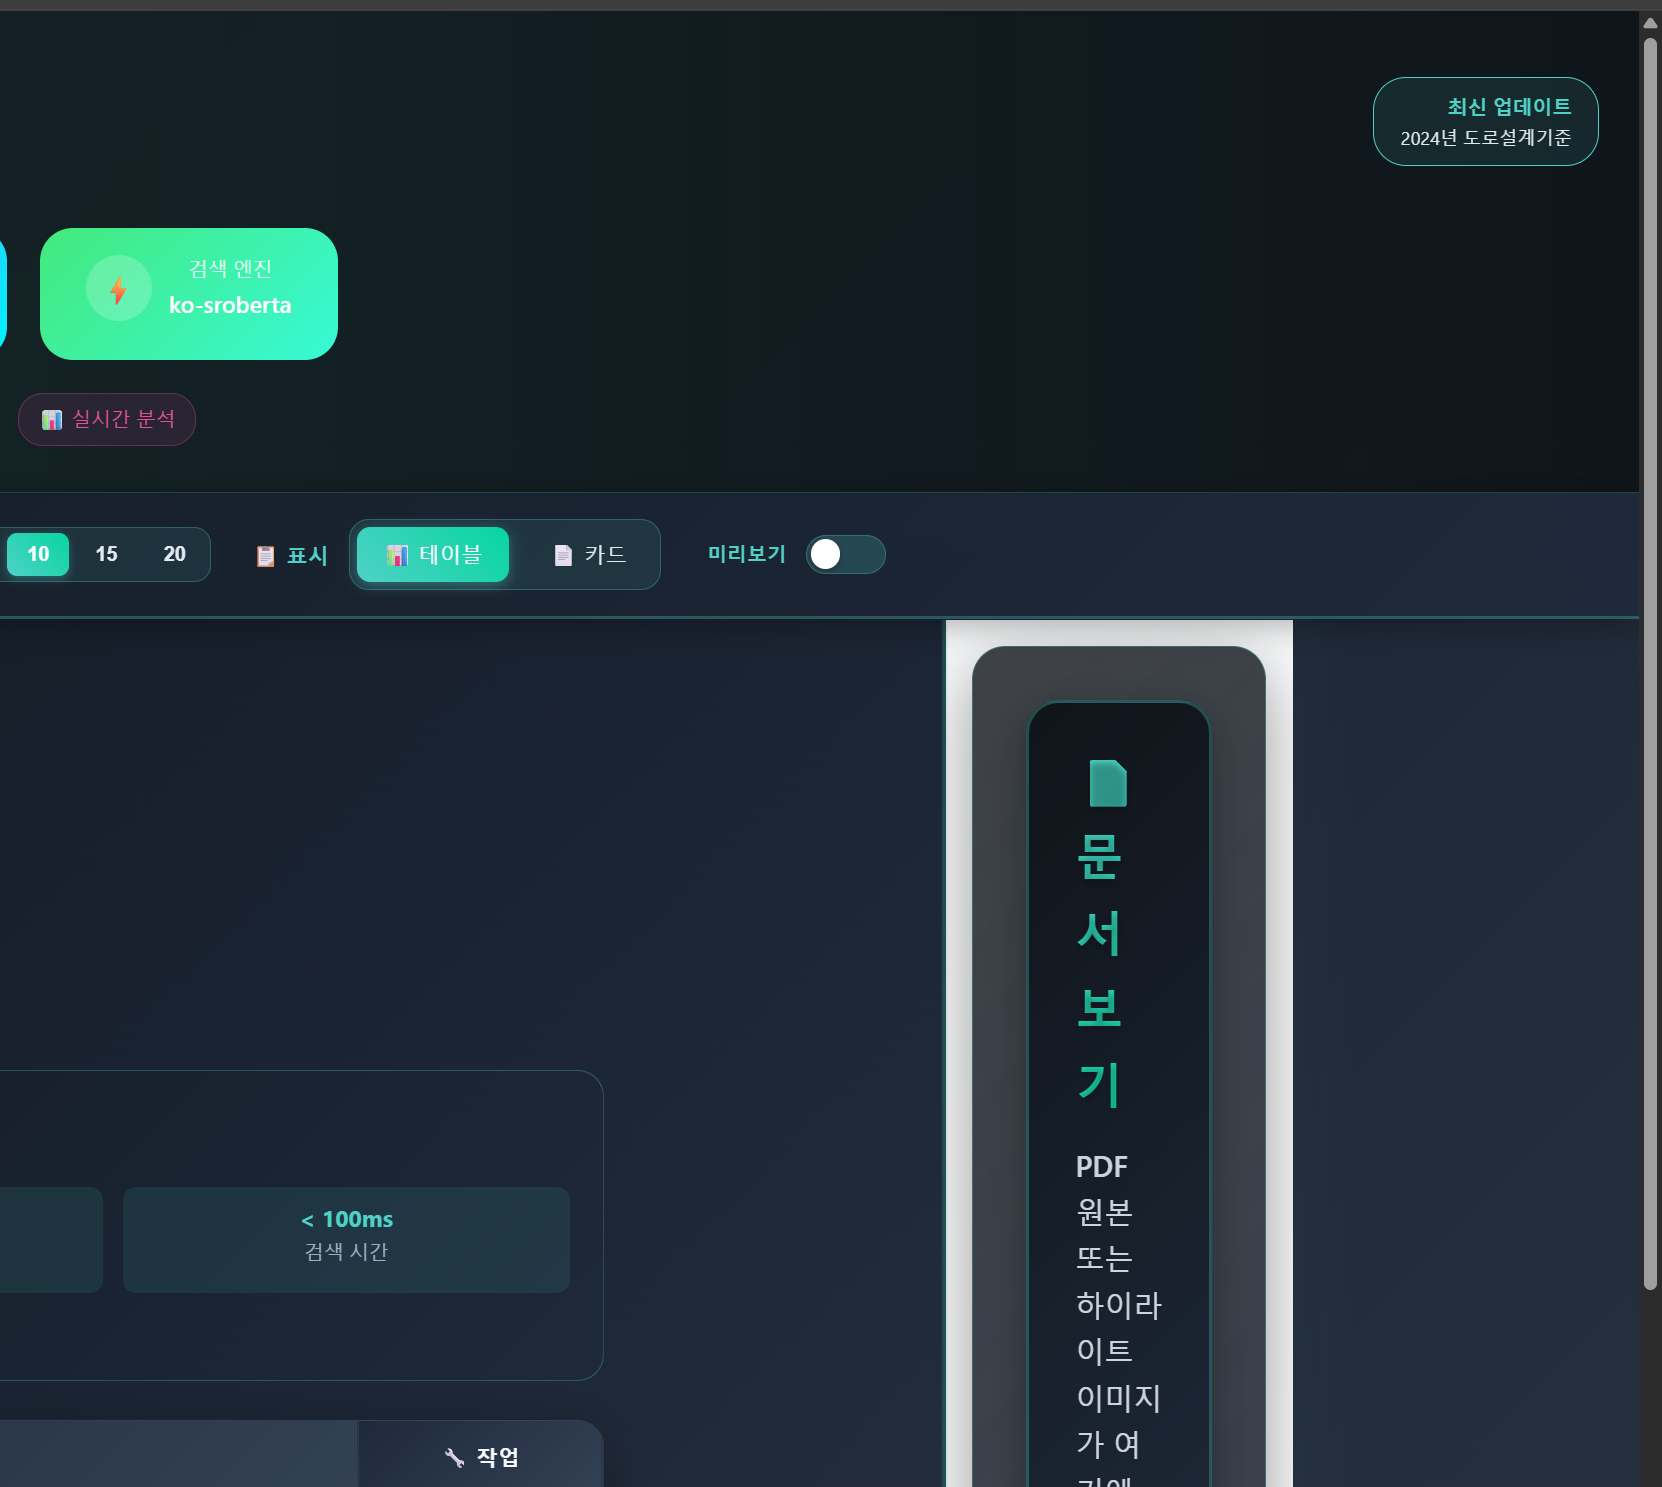 최신 업데이트
2024년 도로설계기준
검색 엔진
ko-sroberta
실시간 분석
10 15 20 표시 테이블 카드 미리보기
문
서
보
기
PDF
원본
또는
하이라
이트
이미지
가 여
< 100ms
검색 시간
작업